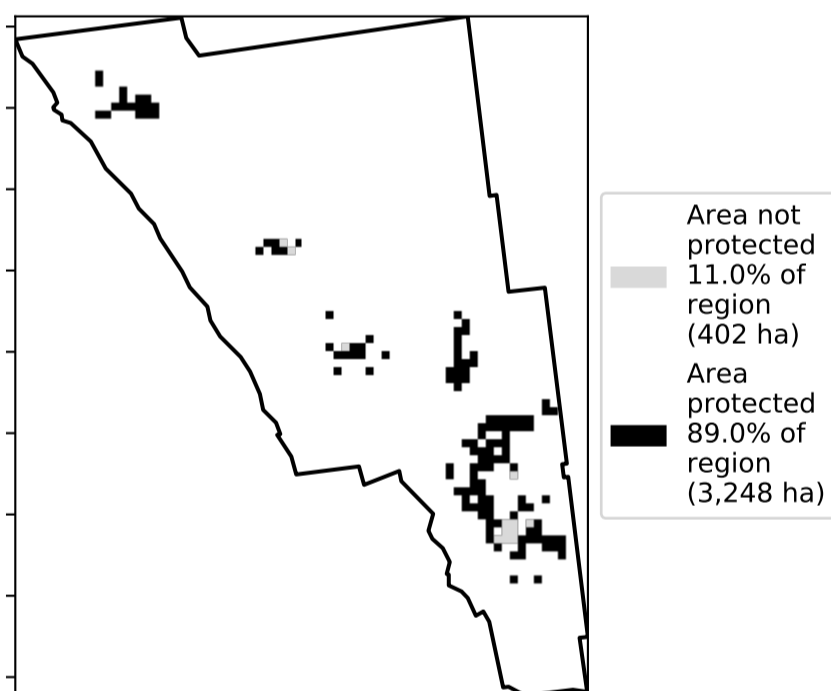 Area not
protected
11.0% of
region
(402 ha)
Area
protected
89.0% of
region
(3,248 ha)